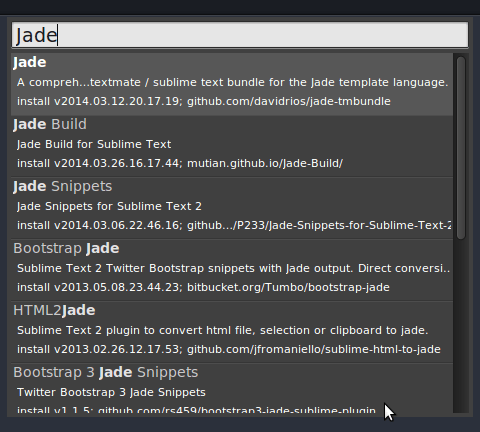 Jade
Jade
A compreh...textmate / sublime text bundle for the Jade template language.
install v2014.03.12.20.17.19; github.com/davidrios/jade-tmbundle
Jade Build
Jade Build for Sublime Text
install v2014.03.26.16.17.44; mutian.github.io/Jade-Build/
Jade Snippets
Jade Snippets for Sublime Text 2
install v2014.03.06.22.46.16; github.../P233/Jade-Snippets-for-Sublime-Text-2
Bootstrap Jade
Sublime Text 2 Twitter Bootstrap snippets with Jade output. Direct conversi...
install v2013.05.08.23.44.23; bitbucket.org/Tumbo/bootstrap-jade
HTML2Jade
Sublime Text 2 plugin to convert html file, selection or clipboard to jade.
install v2013.02.26.12.17.53; github.com/jfromaniello/sublime-html-to-jade
Bootstrap 3 Jade Snippets
Twitter Bootstrap 3 Jade Snippets
install v1.1.5; github.com/rs459/bootstrap3-jade-sublime-plugin